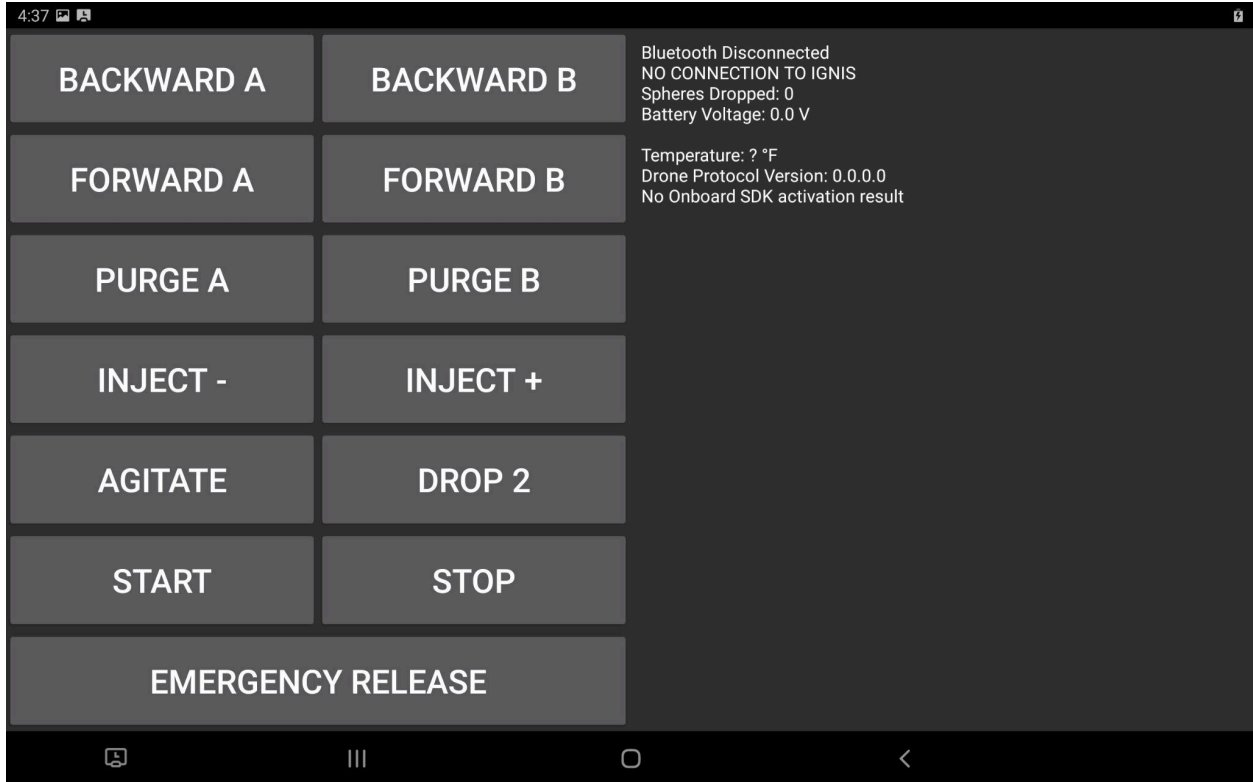 4:37
BACKWARD A
BACKWARD B
FORWARD A
FORWARD B
PURGE A
PURGE B
INJECT -
INJECT +
AGITATE
DROP 2
START
STOP
EMERGENCY RELEASE
Bluetooth Disconnected
NO CONNECTION TO IGNIS
Spheres Dropped: 0
Battery Voltage: 0.0 V
Temperature: ? °F
Drone Protocol Version: 0.0.0.0
No Onboard SDK activation result